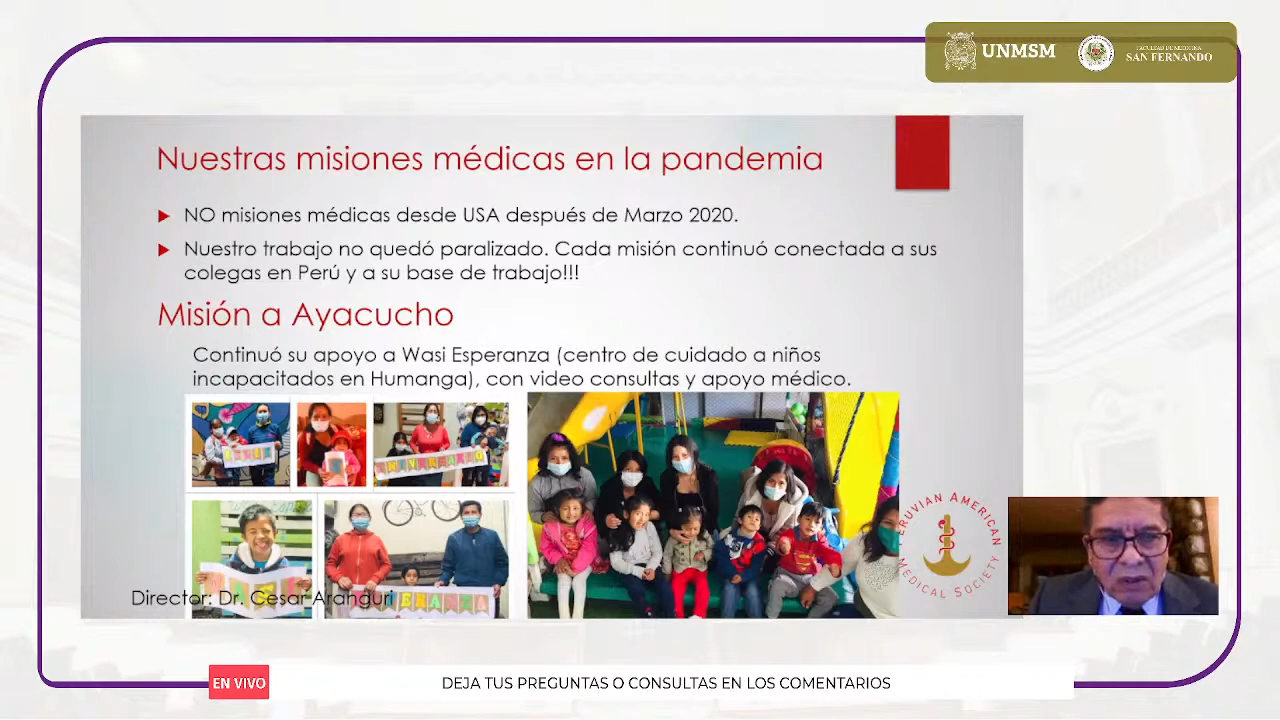 UNMSM
FACULTAD DE MEDICINA
SAN FERNANDO
Nuestras misiones médicas en la pandemia
NO misiones médicas desde USA después de Marzo 2020.
Nuestro trabajo no quedó paralizado. Cada misión continuó conectada a sus
colegas en Perú y a su base de trabajo!!!
Misión a Ayacucho
Continuó su apoyo a Wasi Esperanza (centro de cuidado a niños
incapacitados en Humanga), con video consultas y apoyo médico.
Director: Dr. Cesar Aranguri
PERUVIAN AMERICAN
MEDICAL SOCIETY
EN VIVO
DEJA TUS PREGUNTAS O CONSULTAS EN LOS COMENTARIOS